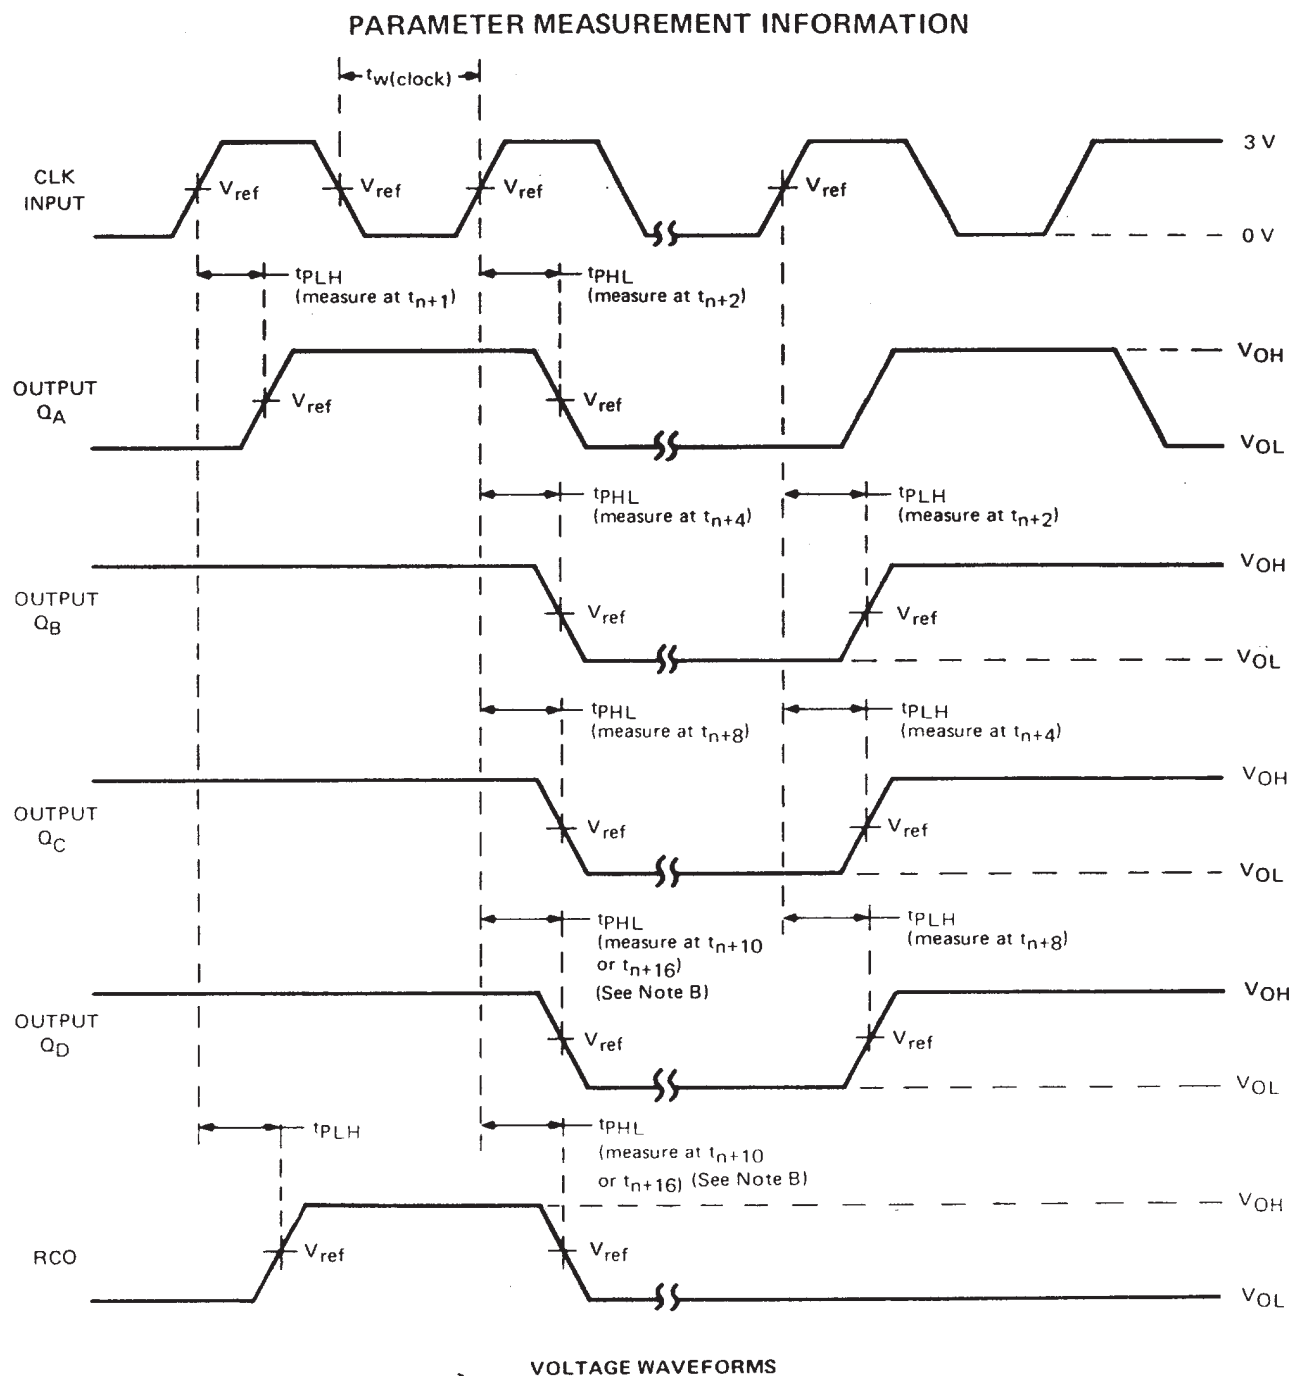 PARAMETER MEASUREMENT INFORMATION
tw(clock)
3 V
CLK
INPUT
Vref
Vref
Vref
Vref
0 V
tPLH
(measure at tn+1)
tPHL
(measure at tn+2)
VOH
OUTPUT
QA
Vref
Vref
VOL
tPHL
(measure at tn+4)
tPLH
(measure at tn+2)
VOH
OUTPUT
QB
Vref
Vref
VOL
tPHL
(measure at tn+8)
tPLH
(measure at tn+4)
VOH
OUTPUT
QC
Vref
Vref
VOL
tPHL
(measure at tn+10
or tn+16)
(See Note B)
tPLH
(measure at tn+8)
VOH
OUTPUT
QD
Vref
Vref
VOL
tPLH
tPHL
(measure at tn+10
or tn+16) (See Note B)
VOH
RCO
Vref
Vref
VOL
VOLTAGE WAVEFORMS